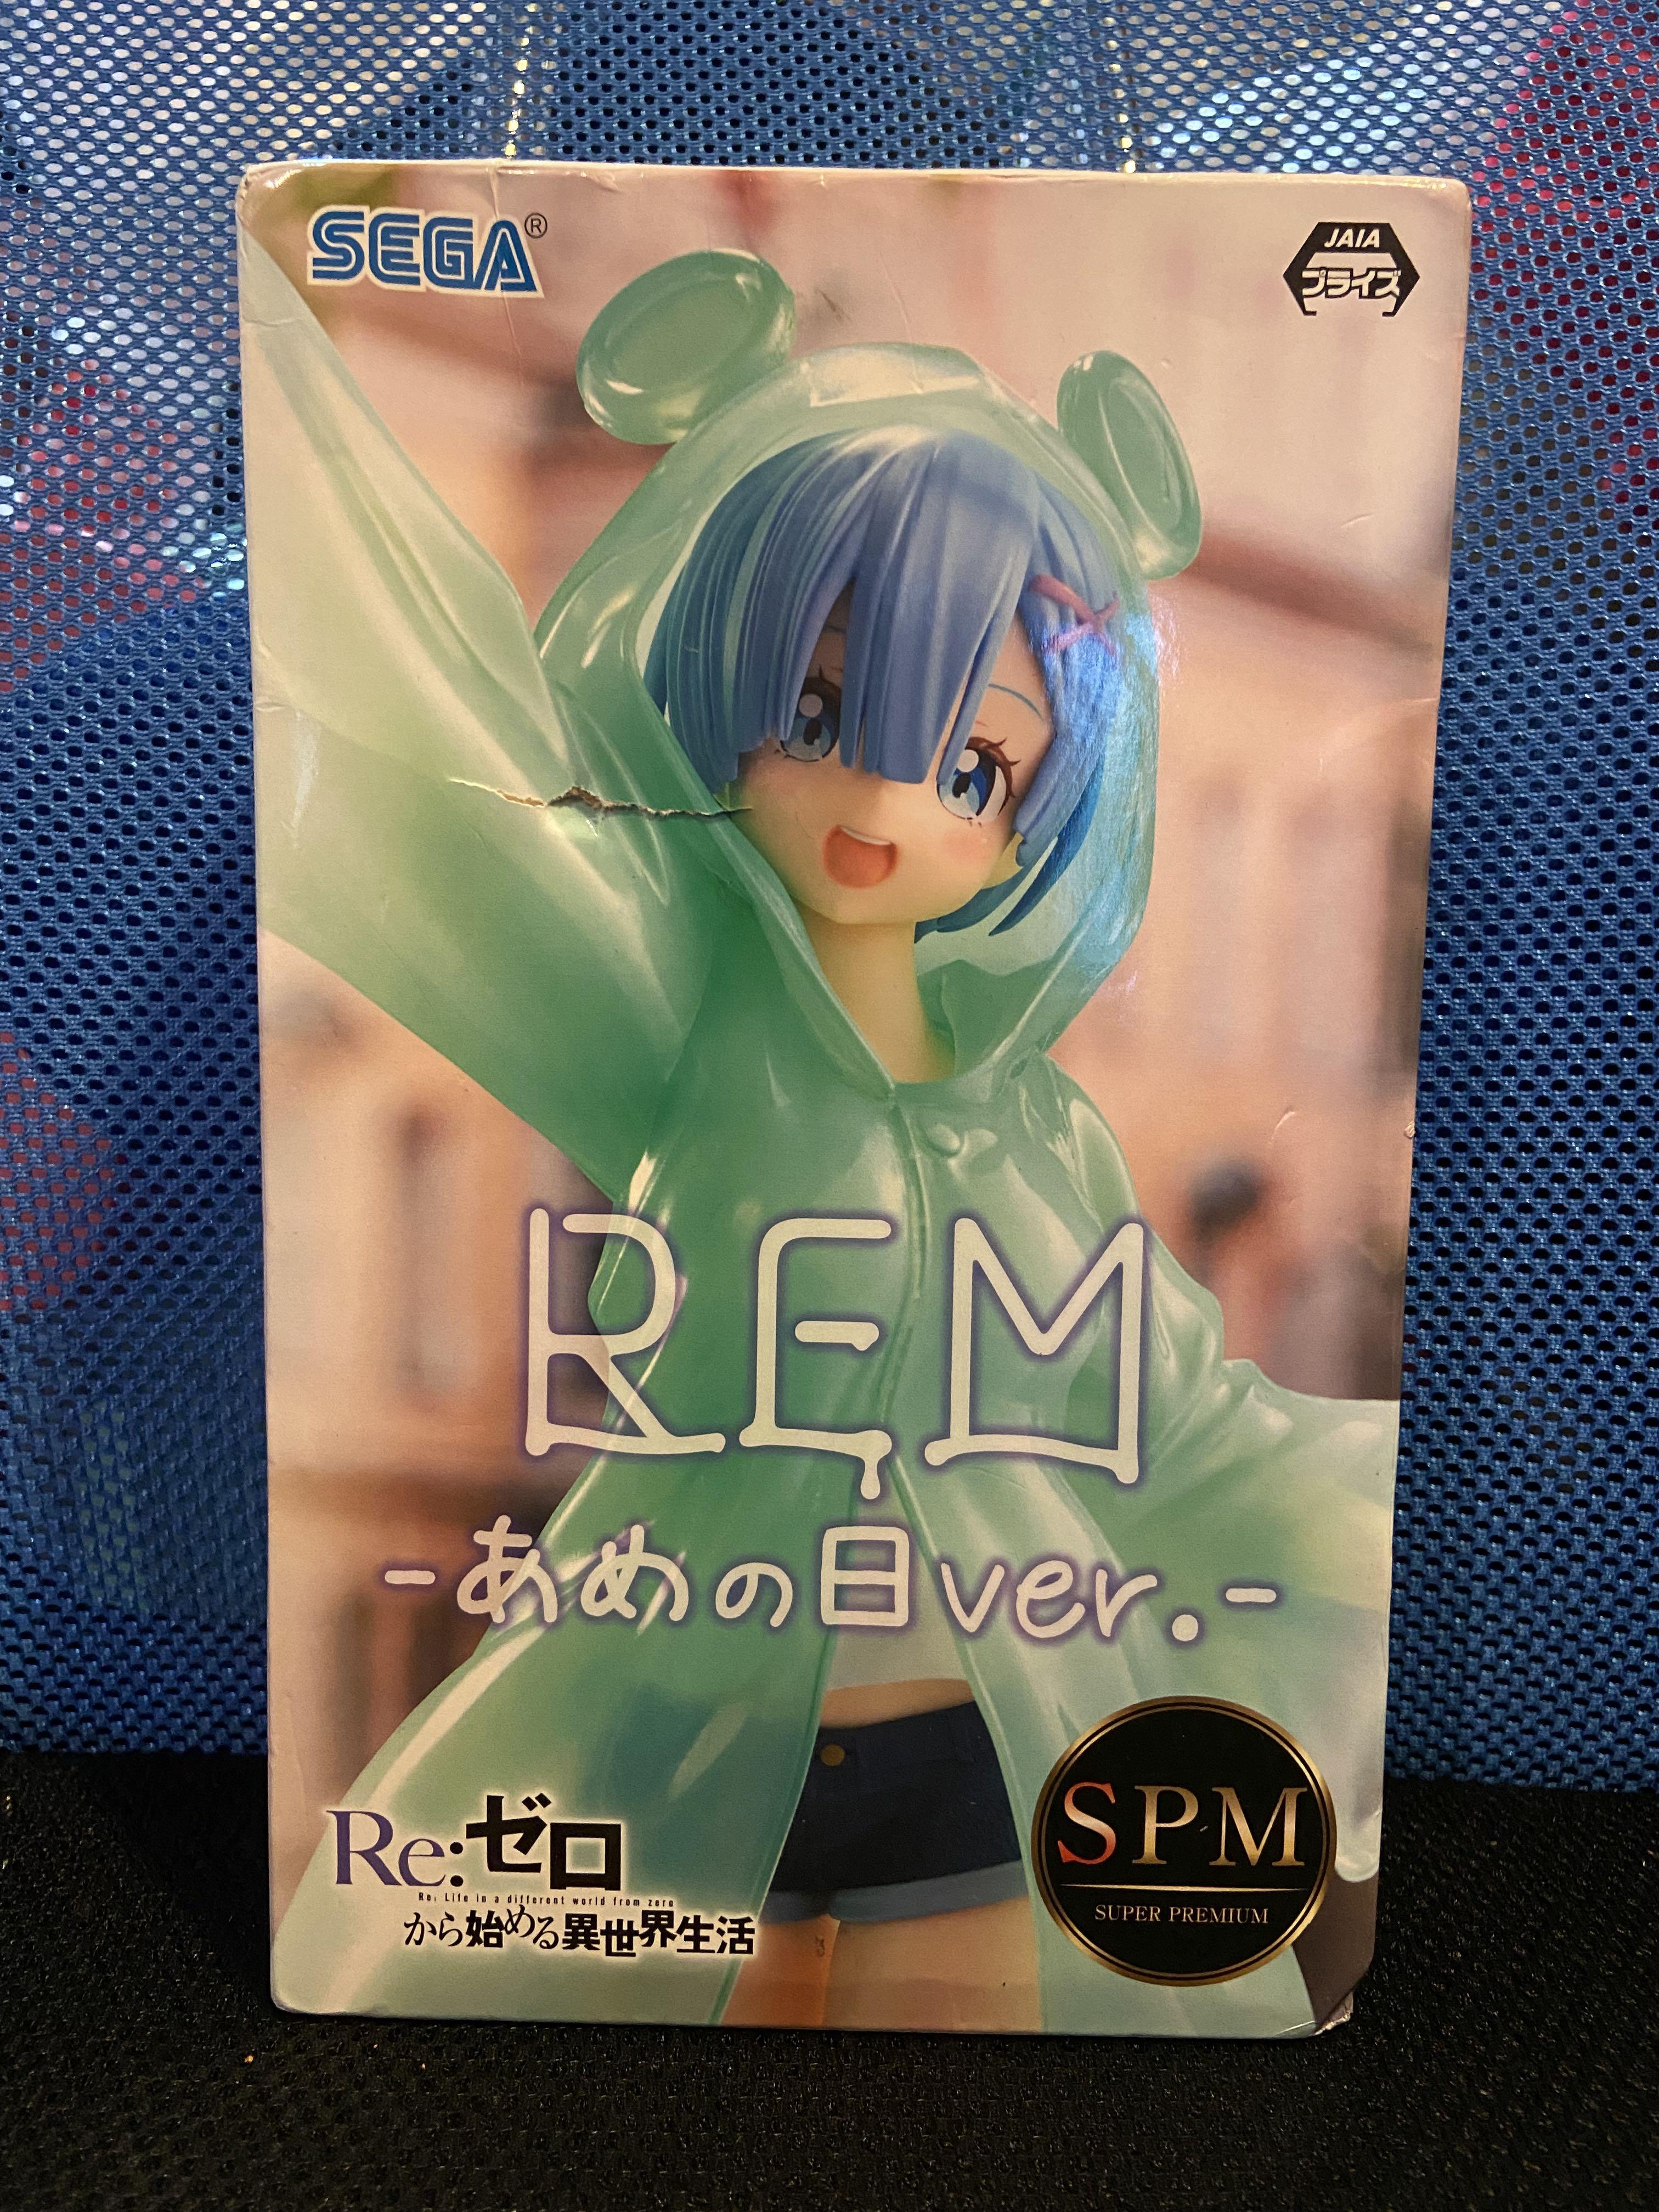 SEGA®
JAIA
プライズ
REM
-あめの日ver.-
Re:ゼロ
Re: Life in a different world from zero
から始める異世界生活
SPM
SUPER PREMIUM